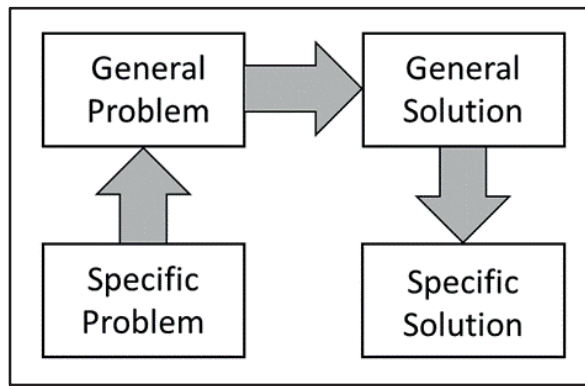 General
Problem
General
Solution
Specific
Problem
Specific
Solution